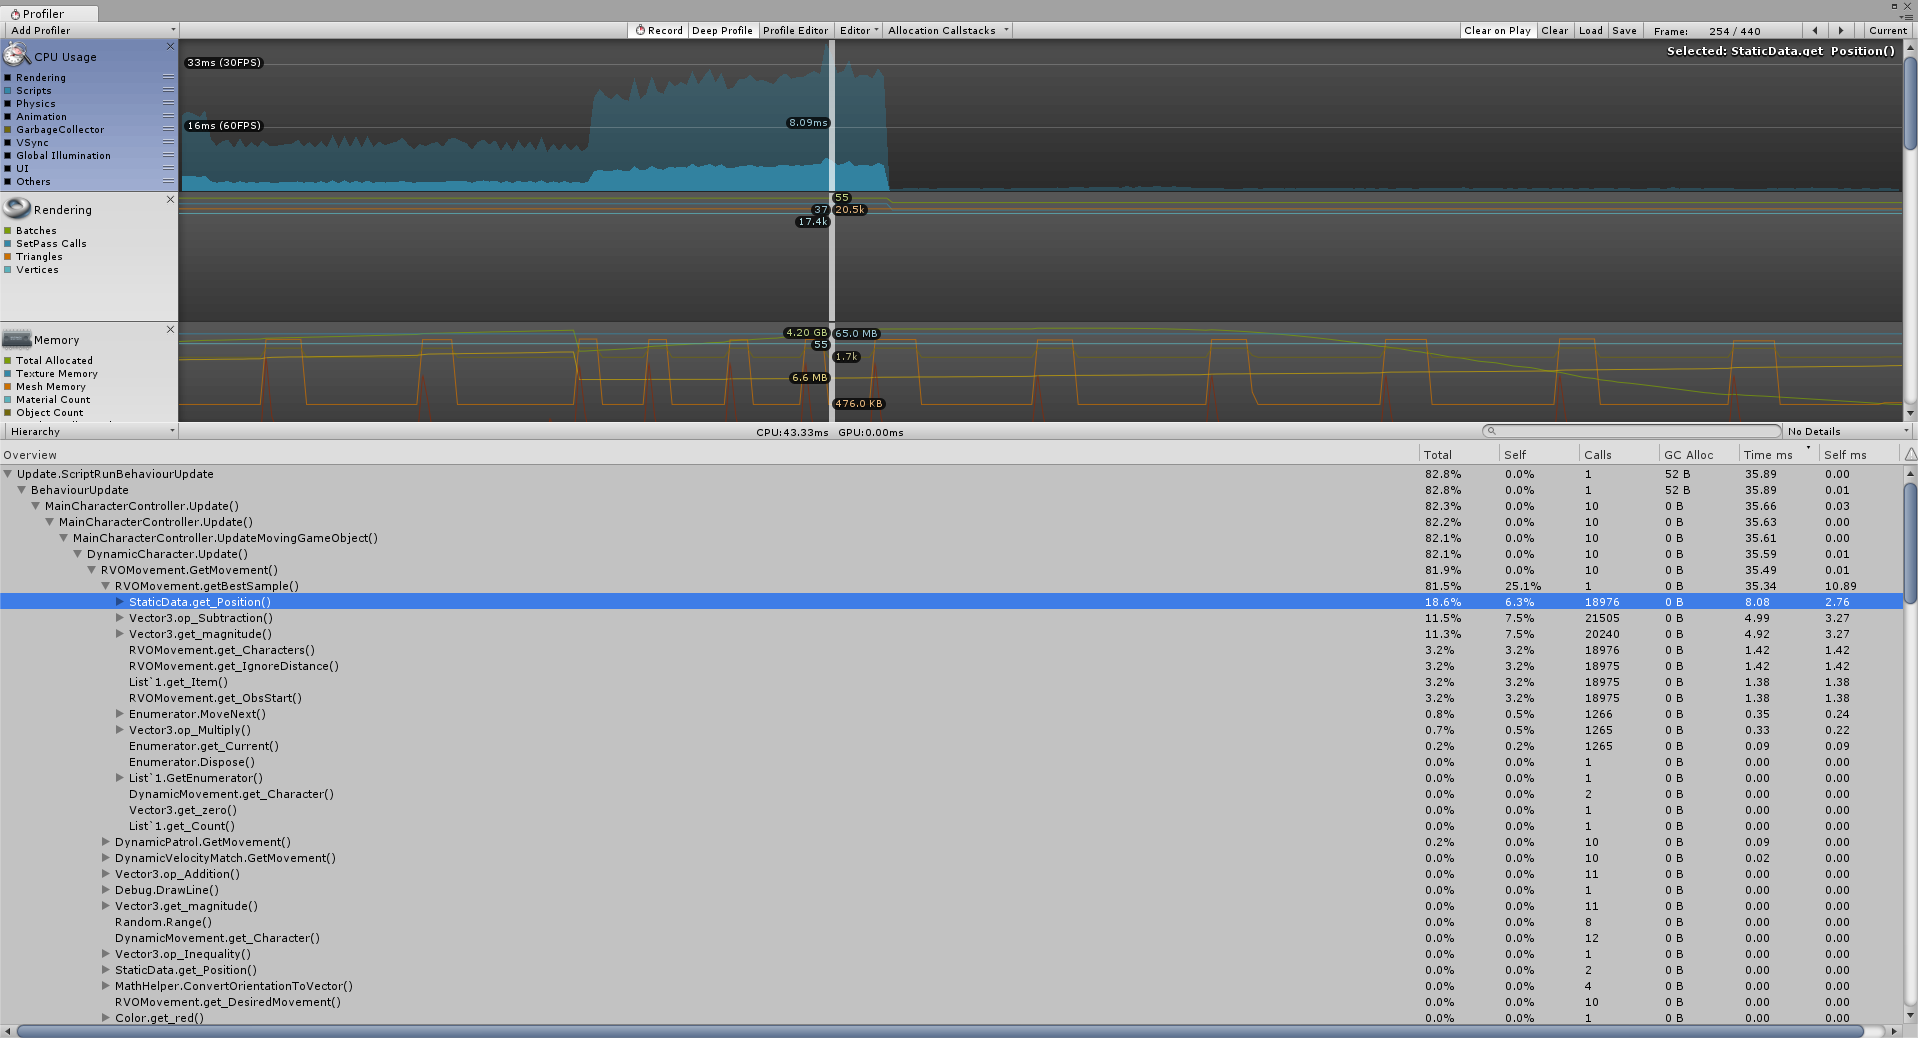 Profiler
Add Profiler Record Deep Profile Profile Editor Editor Allocation Callstacks Clear on Play Clear Load Save Frame: 254 / 440 Current
CPU Usage
Rendering
Scripts
Physics
Animation
GarbageCollector
VSync
Global Illumination
UI
Others
Selected: StaticData.get_Position()
33ms (30FPS)
16ms (60FPS)
8.09ms
Rendering
Batches
SetPass Calls
Triangles
Vertices
55
37 20.5k
17.4k
Memory
Total Allocated
Texture Memory
Mesh Memory
Material Count
Object Count
4.20 GB 65.0 MB
55
1.7k
6.6 MB
476.0 KB
Hierarchy CPU:43.33ms GPU:0.00ms No Details
Overview Total Self Calls GC Alloc Time ms Self ms
Update.ScriptRunBehaviourUpdate 82.8% 0.0% 1 52 B 35.89 0.00
BehaviourUpdate 82.8% 0.0% 1 52 B 35.89 0.01
MainCharacterController.Update() 82.3% 0.0% 10 0 B 35.66 0.03
MainCharacterController.Update() 82.2% 0.0% 10 0 B 35.63 0.00
MainCharacterController.UpdateMovingGameObject() 82.1% 0.0% 10 0 B 35.61 0.00
DynamicCharacter.Update() 82.1% 0.0% 10 0 B 35.59 0.01
RVOMovement.GetMovement() 81.9% 0.0% 10 0 B 35.49 0.01
RVOMovement.getBestSample() 81.5% 25.1% 1 0 B 35.34 10.89
StaticData.get_Position() 18.6% 6.3% 18976 0 B 8.08 2.76
Vector3.op_Subtraction() 11.5% 7.5% 21505 0 B 4.99 3.27
Vector3.get_magnitude() 11.3% 7.5% 20240 0 B 4.92 3.27
RVOMovement.get_Characters() 3.2% 3.2% 18976 0 B 1.42 1.42
RVOMovement.get_IgnoreDistance() 3.2% 3.2% 18975 0 B 1.42 1.42
List`1.get_Item() 3.2% 3.2% 18975 0 B 1.38 1.38
RVOMovement.get_ObsStart() 3.2% 3.2% 18975 0 B 1.38 1.38
Enumerator.MoveNext() 0.8% 0.5% 1266 0 B 0.35 0.24
Vector3.op_Multiply() 0.7% 0.5% 1265 0 B 0.33 0.22
Enumerator.get_Current() 0.2% 0.2% 1265 0 B 0.09 0.09
Enumerator.Dispose() 0.0% 0.0% 1 0 B 0.00 0.00
List`1.GetEnumerator() 0.0% 0.0% 1 0 B 0.00 0.00
DynamicMovement.get_Character() 0.0% 0.0% 2 0 B 0.00 0.00
Vector3.get_zero() 0.0% 0.0% 1 0 B 0.00 0.00
List`1.get_Count() 0.0% 0.0% 1 0 B 0.00 0.00
DynamicPatrol.GetMovement() 0.2% 0.0% 10 0 B 0.09 0.00
DynamicVelocityMatch.GetMovement() 0.0% 0.0% 10 0 B 0.02 0.00
Vector3.op_Addition() 0.0% 0.0% 11 0 B 0.00 0.00
Debug.DrawLine() 0.0% 0.0% 1 0 B 0.00 0.00
Vector3.get_magnitude() 0.0% 0.0% 11 0 B 0.00 0.00
Random.Range() 0.0% 0.0% 8 0 B 0.00 0.00
DynamicMovement.get_Character() 0.0% 0.0% 12 0 B 0.00 0.00
Vector3.op_Inequality() 0.0% 0.0% 1 0 B 0.00 0.00
StaticData.get_Position() 0.0% 0.0% 2 0 B 0.00 0.00
MathHelper.ConvertOrientationToVector() 0.0% 0.0% 4 0 B 0.00 0.00
RVOMovement.get_DesiredMovement() 0.0% 0.0% 10 0 B 0.00 0.00
Color.get_red() 0.0% 0.0% 1 0 B 0.00 0.00